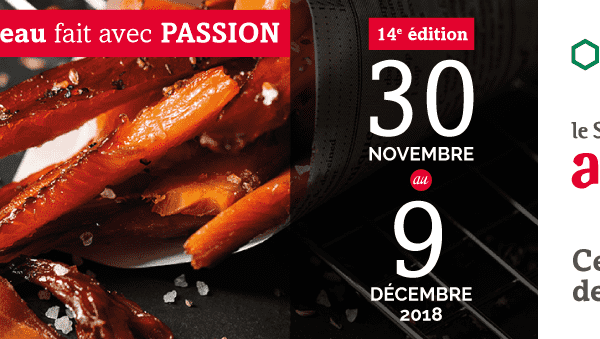 eau fait avec PASSION
14e édition
30
NOVEMBRE
au
9
DÉCEMBRE
2018
le S
a
Ce
de